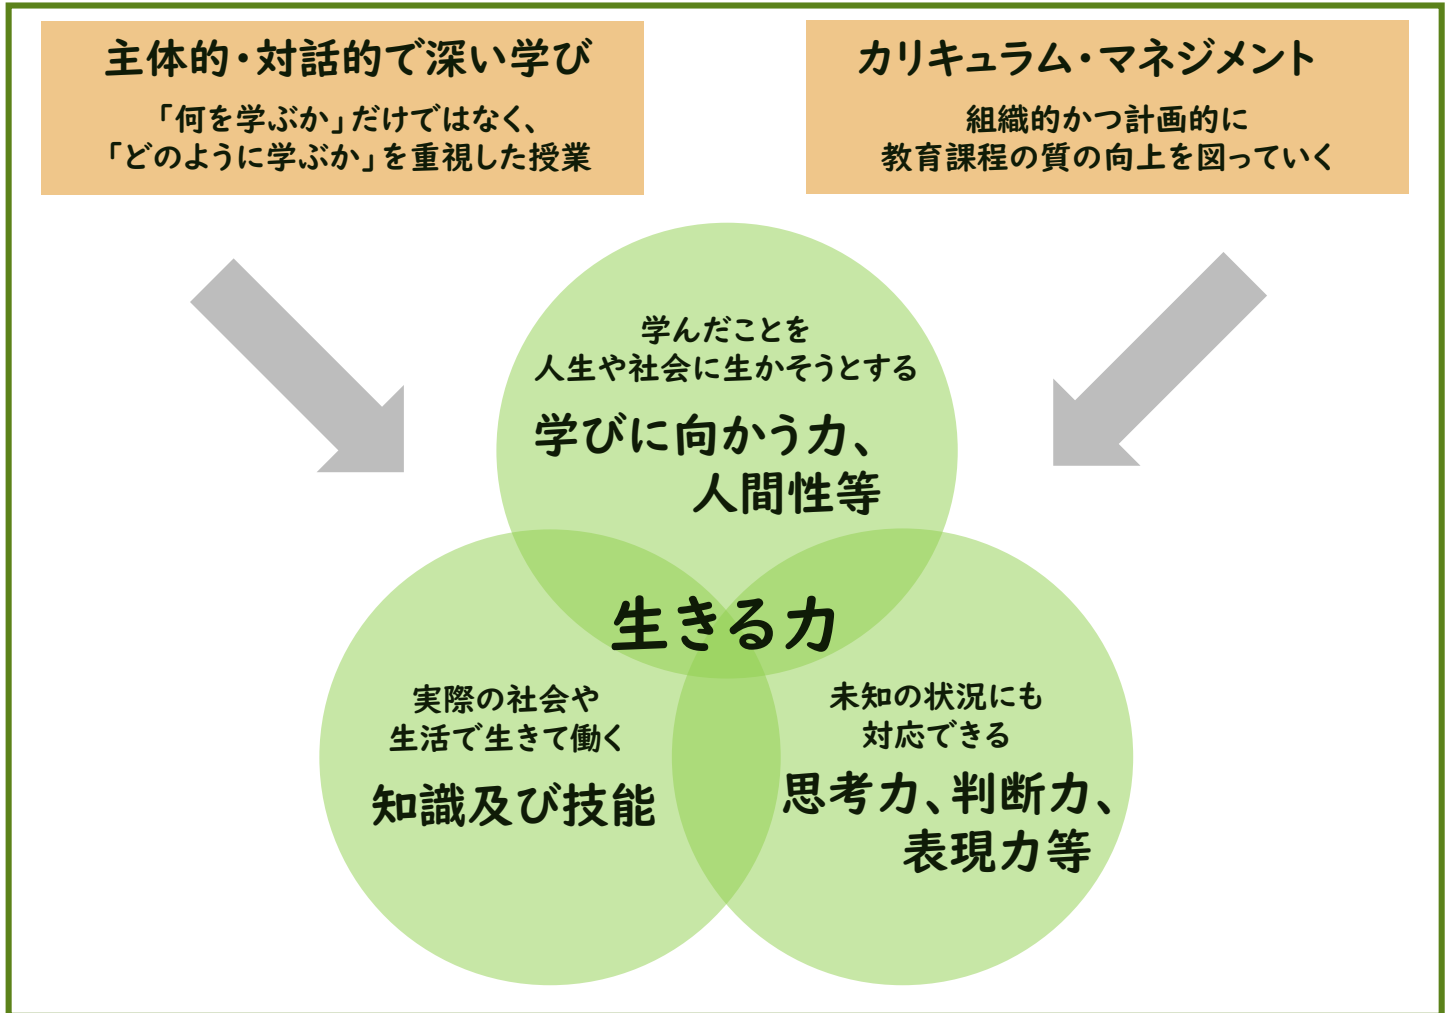 主体的・対話的で深い学び
「何を学ぶか」だけではなく、
「どのように学ぶか」を重視した授業
カリキュラム・マネジメント
組織的かつ計画的に
教育課程の質の向上を図っていく
学んだことを
人生や社会に生かそうとする
学びに向かう力、
人間性等
生きる力
実際の社会や
生活で生きて働く
知識及び技能
未知の状況にも
対応できる
思考力、判断力、
表現力等